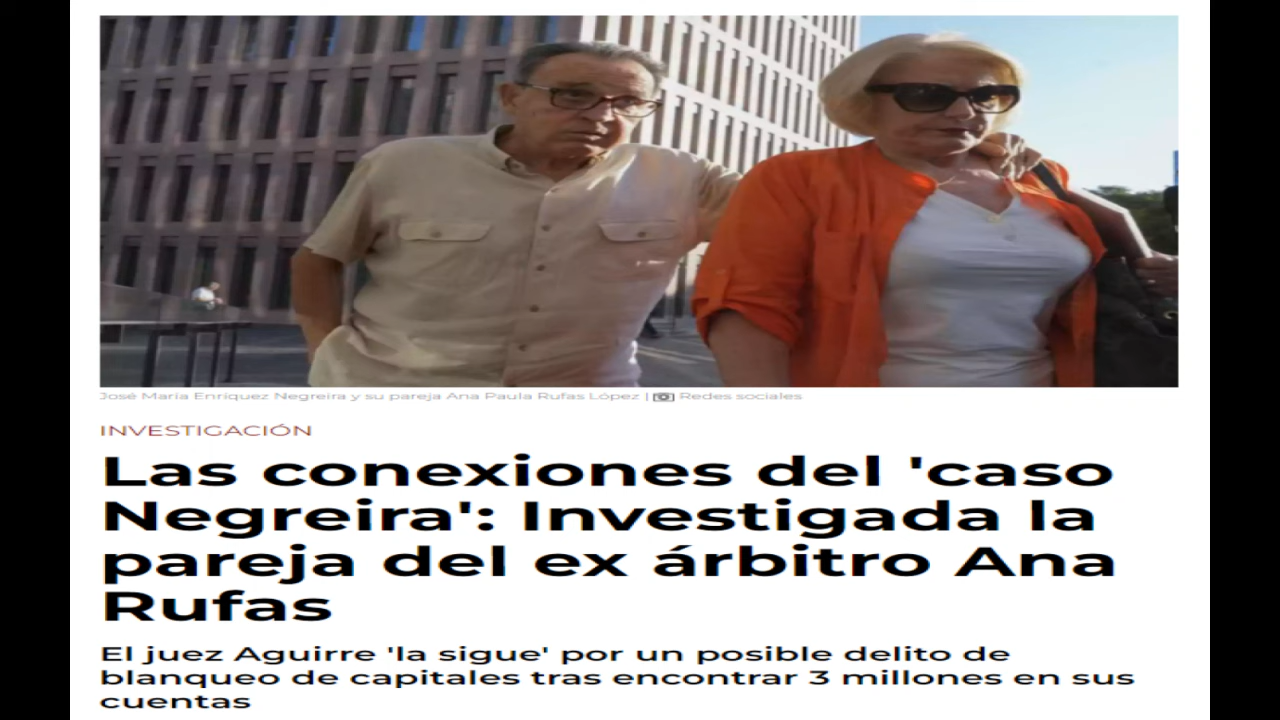 José María Enríquez Negreira y su pareja Ana Paula Rufas López | Redes sociales
INVESTIGACIÓN
Las conexiones del 'caso
Negreira': Investigada la
pareja del ex árbitro Ana
Rufas
El juez Aguirre 'la sigue' por un posible delito de
blanqueo de capitales tras encontrar 3 millones en sus
cuentas